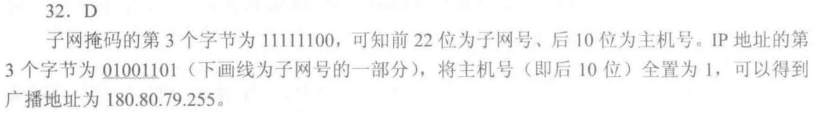 32．D
子网掩码的第 3 个字节为 11111100，可知前 22 位为子网号、后 10 位为主机号。IP 地址的第
3 个字节为 01001101（下画线为子网号的一部分），将主机号（即后 10 位）全置为 1，可以得到
广播地址为 180.80.79.255。